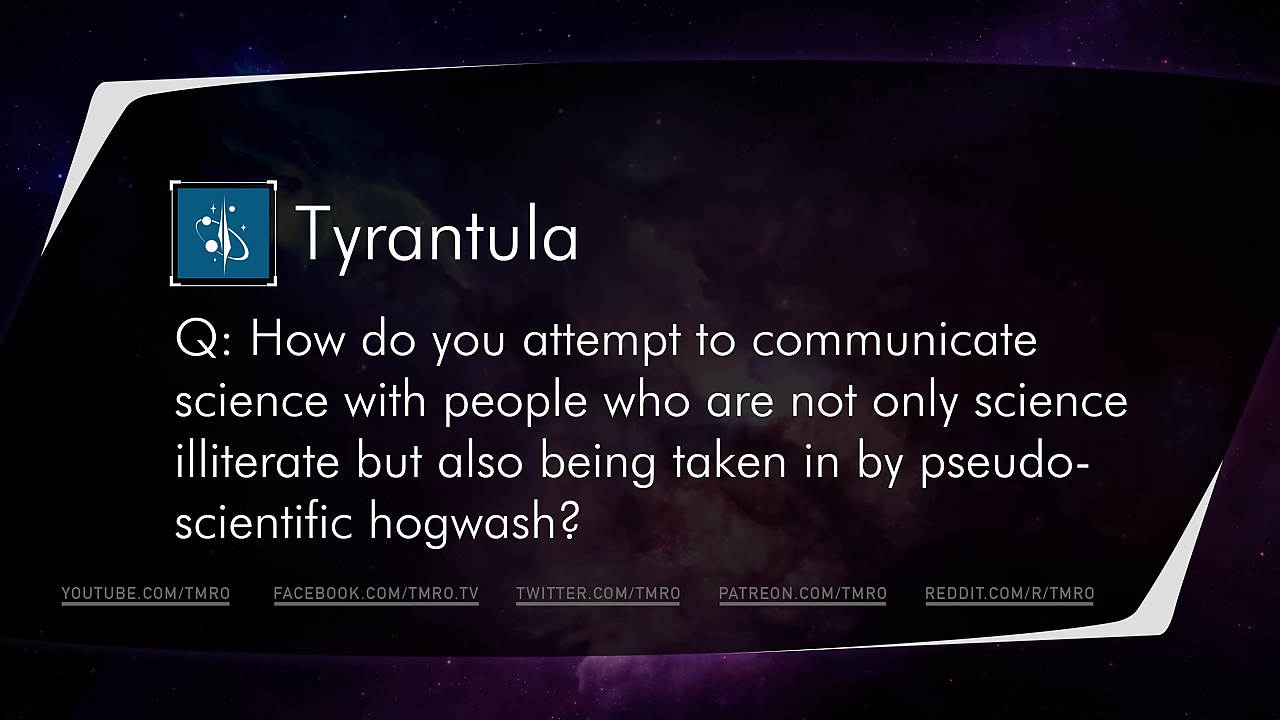 Tyrantula
Q: How do you attempt to communicate
science with people who are not only science
illiterate but also being taken in by pseudo-
scientific hogwash?
YOUTUBE.COM/TMRO FACEBOOK.COM/TMRO.TV TWITTER.COM/TMRO PATREON.COM/TMRO REDDIT.COM/R/TMRO